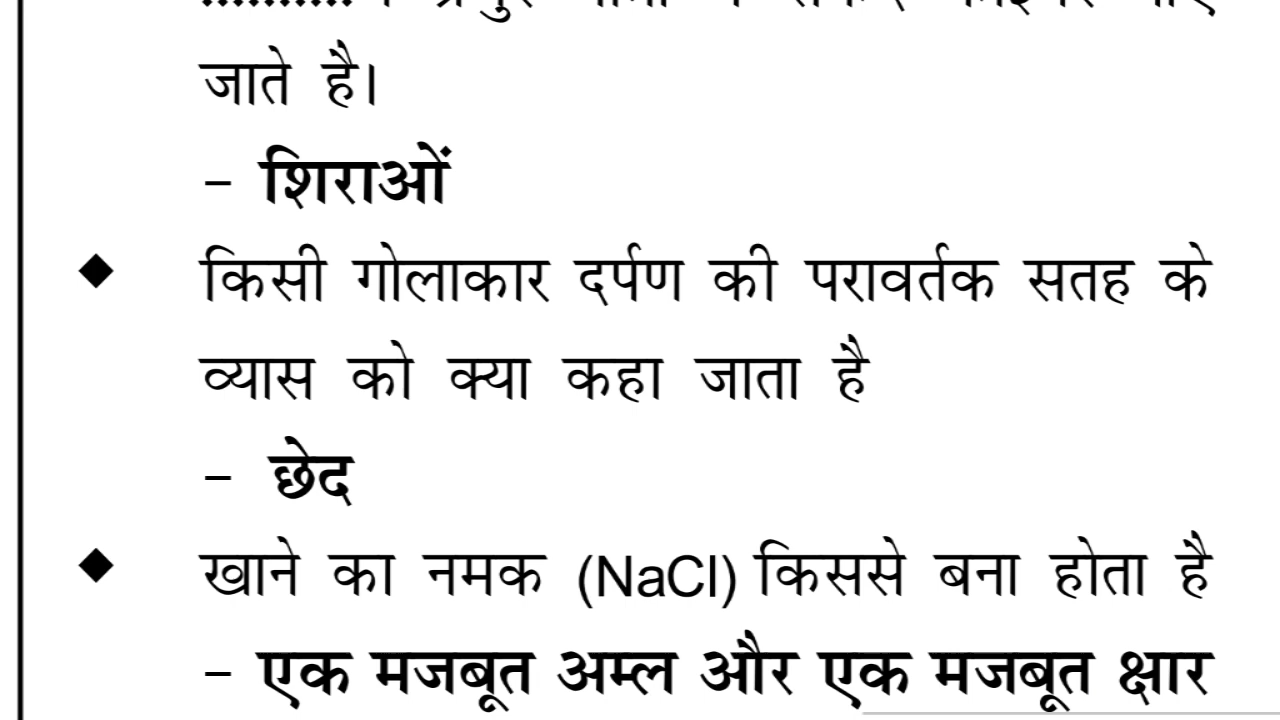 जाते है।
– शिराओं
◆ किसी गोलाकार दर्पण की परावर्तक सतह के
व्यास को क्या कहा जाता है
– छेद
◆ खाने का नमक (NaCl) किससे बना होता है
– एक मजबूत अम्ल और एक मजबूत क्षार